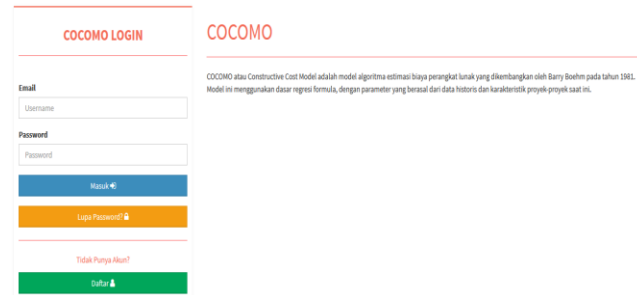 COCOMO LOGIN
Email
Username
Password
Password
Masuk
Lupa Password?
Tidak Punya Akun?
Daftar
COCOMO
COCOMO atau Constructive Cost Model adalah model algoritma estimasi biaya perangkat lunak yang dikembangkan oleh Barry Boehm pada tahun 1981.
Model ini menggunakan dasar regresi formula, dengan parameter yang berasal dari data historis dan karakteristik proyek-proyek saat ini.